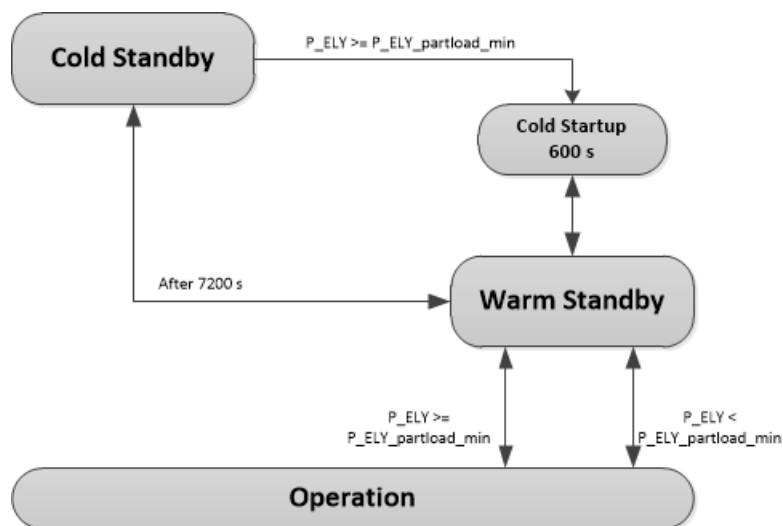 Cold Standby
P_ELY >= P_ELY_partload_min
Cold Startup
600 s
After 7200 s
Warm Standby
P_ELY >=
P_ELY_partload_min
P_ELY <
P_ELY_partload_min
Operation